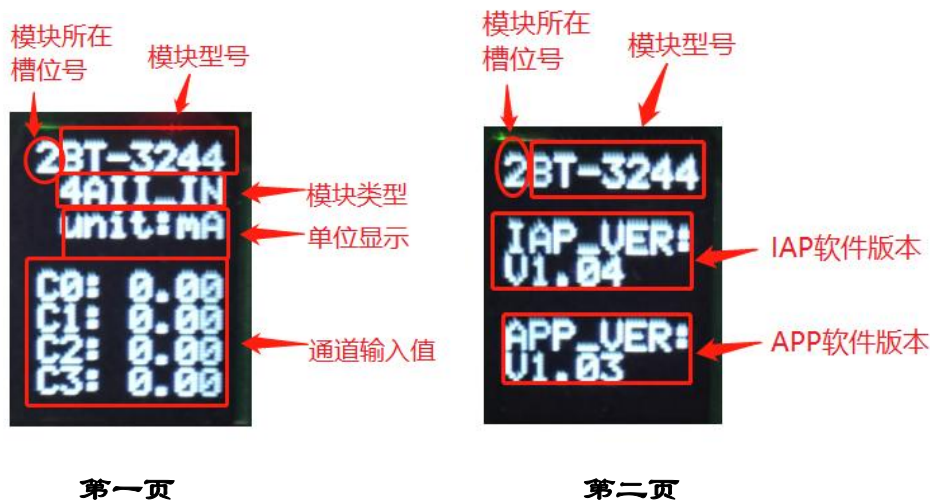 模块所在
槽位号
模块型号
2BT-3244
4AII_IN
unit:mA
C0: 0.00
C1: 0.00
C2: 0.00
C3: 0.00
模块类型
单位显示
通道输入值
第一页
模块所在
槽位号
模块型号
2BT-3244
IAP_VER:
V1.04
APP_VER:
V1.03
IAP软件版本
APP软件版本
第二页